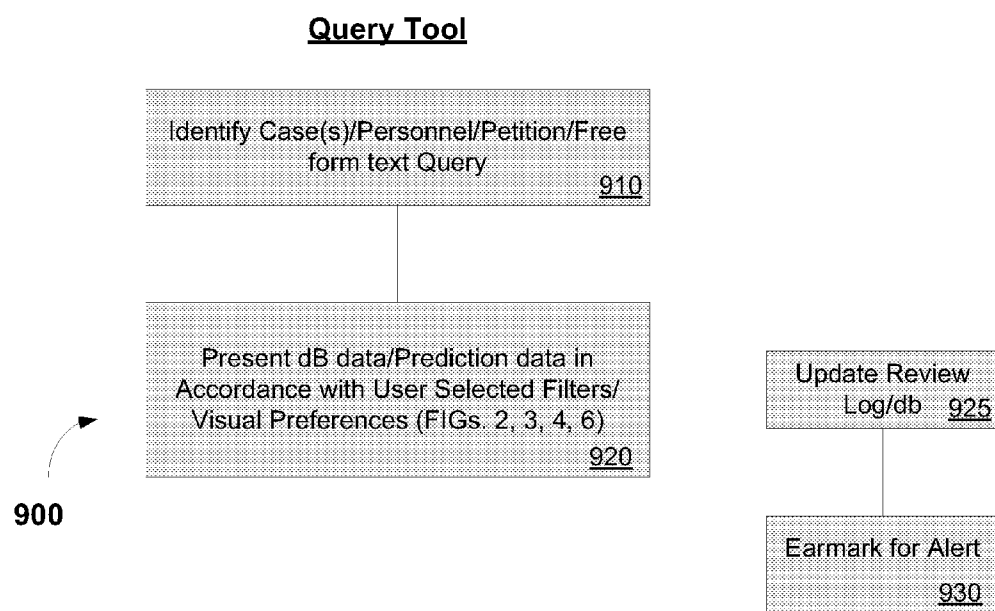 Query Tool
Identify Case(s)/Personnel/Petition/Free
form text Query
910
Present dB data/Prediction data in
Accordance with User Selected Filters/
Visual Preferences (FIGs. 2, 3, 4, 6)
920
Update Review
Log/db 925
900
Earmark for Alert
930